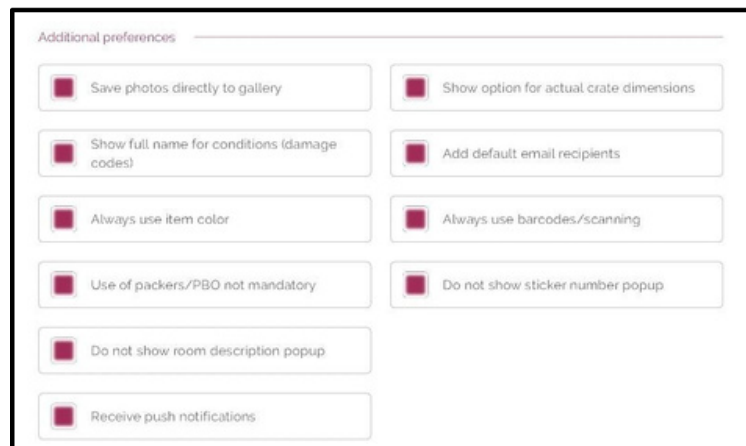 Additional preferences
Save photos directly to gallery
Show option for actual crate dimensions
Show full name for conditions (damage
codes)
Add default email recipients
Always use item color
Always use barcodes/scanning
Use of packers/PBO not mandatory
Do not show sticker number popup
Do not show room description popup
Receive push notifications